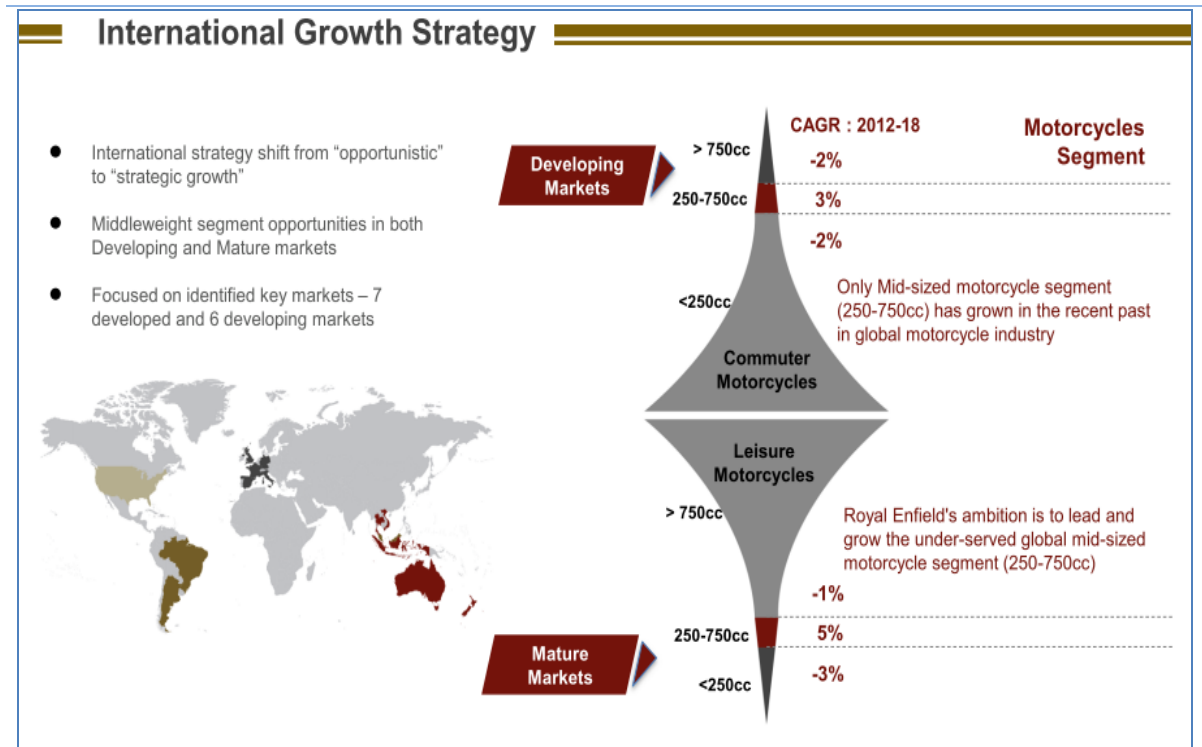 International Growth Strategy
● International strategy shift from “opportunistic”
to “strategic growth”
● Middleweight segment opportunities in both
Developing and Mature markets
● Focused on identified key markets – 7
developed and 6 developing markets
Developing
Markets
> 750cc
250-750cc
<250cc
CAGR : 2012-18
-2%
3%
-2%
Motorcycles
Segment
Only Mid-sized motorcycle segment
(250-750cc) has grown in the recent past
in global motorcycle industry
Commuter
Motorcycles
Leisure
Motorcycles
> 750cc
Royal Enfield's ambition is to lead and
grow the under-served global mid-sized
motorcycle segment (250-750cc)
-1%
5%
-3%
250-750cc
<250cc
Mature
Markets